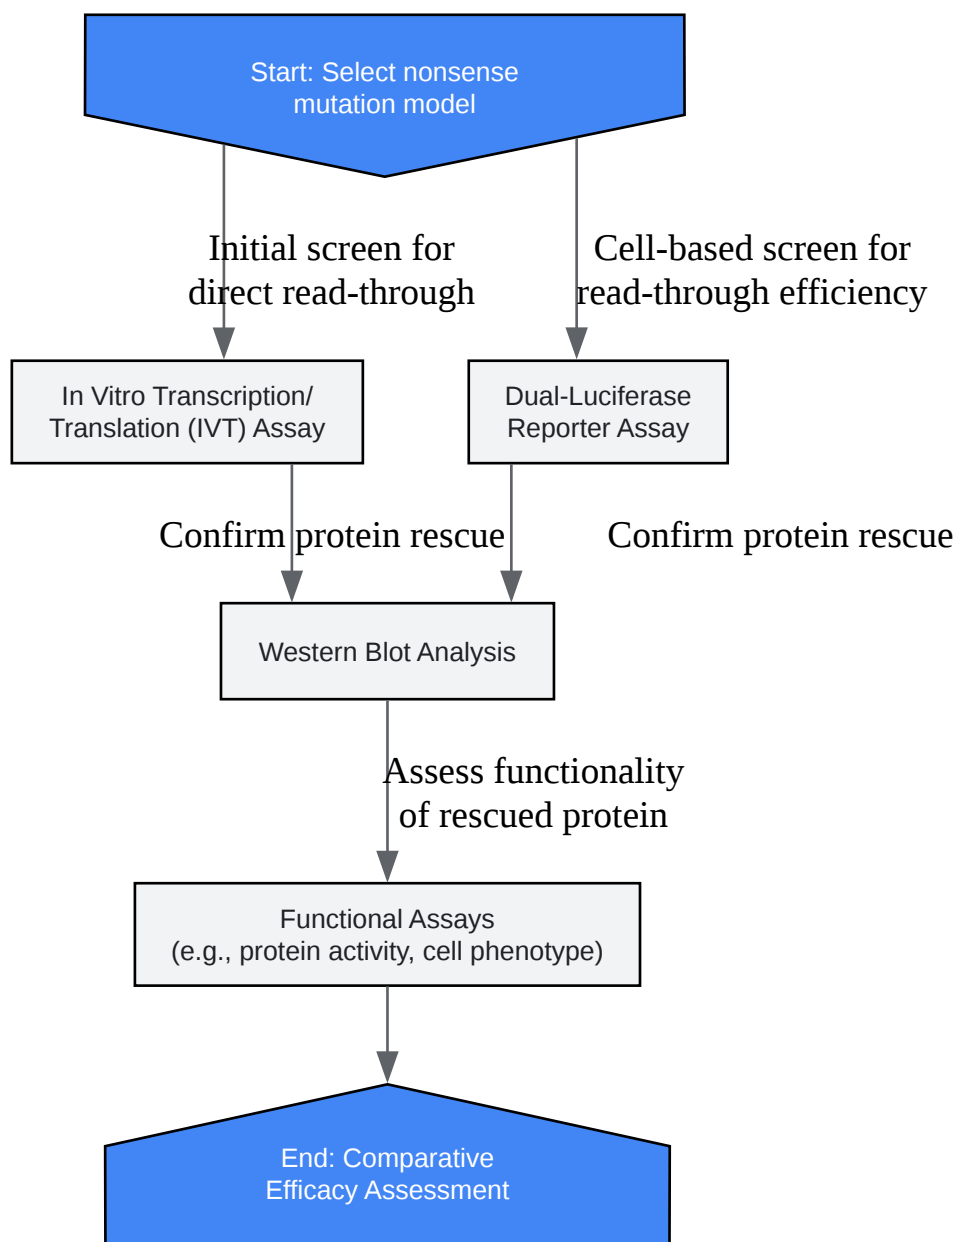 Start: Select nonsense
mutation model
Initial screen for
direct read-through
Cell-based screen for
read-through efficiency
In Vitro Transcription/
Translation (IVT) Assay
Dual-Luciferase
Reporter Assay
Confirm protein rescue
Confirm protein rescue
Western Blot Analysis
Assess functionality
of rescued protein
Functional Assays
(e.g., protein activity, cell phenotype)
End: Comparative
Efficacy Assessment